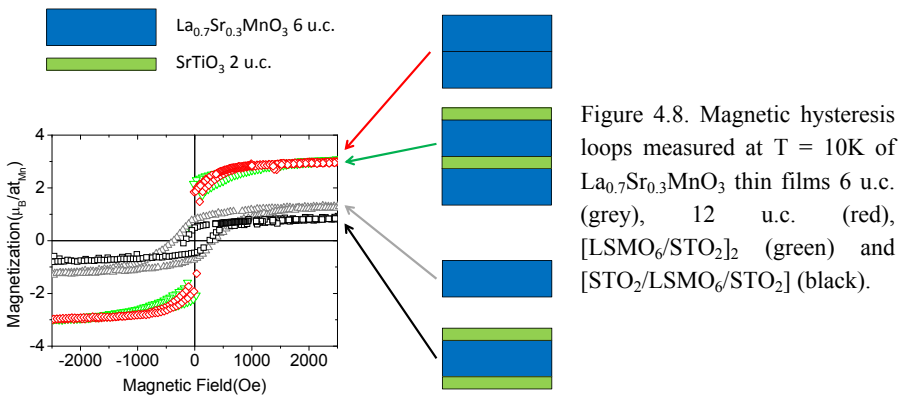 La0.7Sr0.3MnO3 6 u.c.
SrTiO3 2 u.c.
4
2
0
-2
-4
Magnetization(μB/atMn)
-2000 -1000 0 1000 2000
Magnetic Field(Oe)
Figure 4.8. Magnetic hysteresis
loops measured at T = 10K of
La0.7Sr0.3MnO3 thin films 6 u.c.
(grey), 12 u.c. (red),
[LSMO6/STO2]2 (green) and
[STO2/LSMO6/STO2] (black).